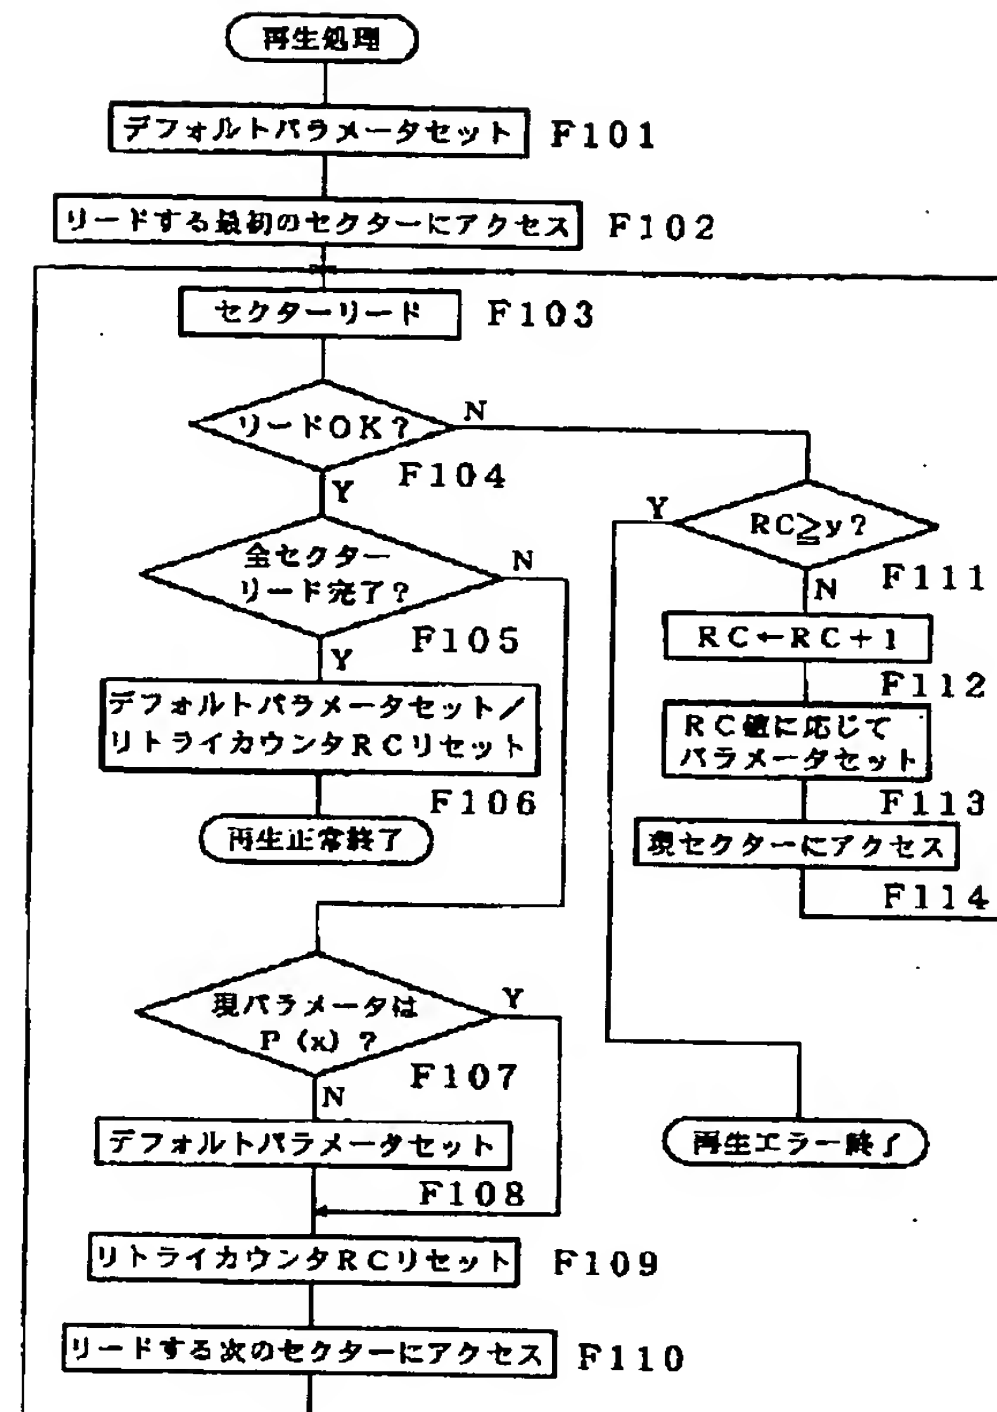 再生処理
デフォルトパラメータセット F101
リードする最初のセクターにアクセス F102
セクターリード F103
リードOK?
N
F104
Y
全セクター
リード完了?
N
F105
Y
デフォルトパラメータセット/
リトライカウンタRCリセット
F106
再生正常終了
現パラメータは
P(x)?
Y
F107
N
デフォルトパラメータセット
F108
リトライカウンタRCリセット F109
リードする次のセクターにアクセス F110
RC≧y?
Y
F111
N
RC←RC+1
F112
RC値に応じて
パラメータセット
F113
現セクターにアクセス
F114
再生エラー終了